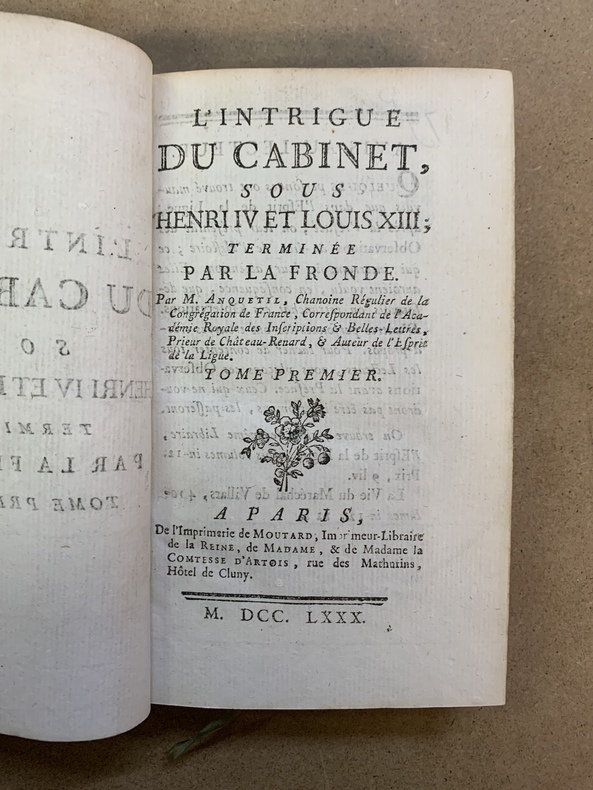 L'INTRIGUE
DU CABINET,
SOUS
HENRI IV ET LOUIS XIII;
TERMINÉE
PAR LA FRONDE.
Par M. ANQUETIL, Chanoine Régulier de la
Congrégation de France, Correspondant de l'Aca-
démie Royale des Inscriptions & Belles-Lettres,
Prieur de Château-Renard, & Auteur de l'Esprit
de la Ligue.
TOME PREMIER.
A PARIS,
De l'Imprimerie de MOUTARD, Imprimeur-Libraire
de la REINE, de MADAME, & de Madame la
COMTESSE D'ARTOIS, rue des Mathurins,
Hôtel de Cluny.
M. DCC. LXXX.